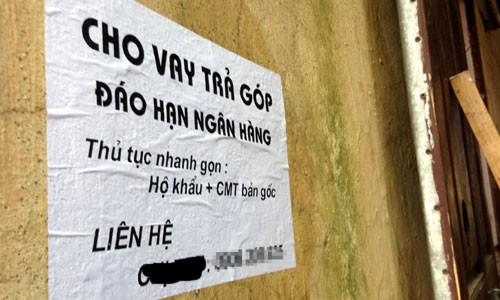 CHO VAY TRẢ GÓP
ĐÁO HẠN NGÂN HÀNG
Thủ tục nhanh gọn :
Hộ khẩu + CMT bản gốc
LIÊN HỆ